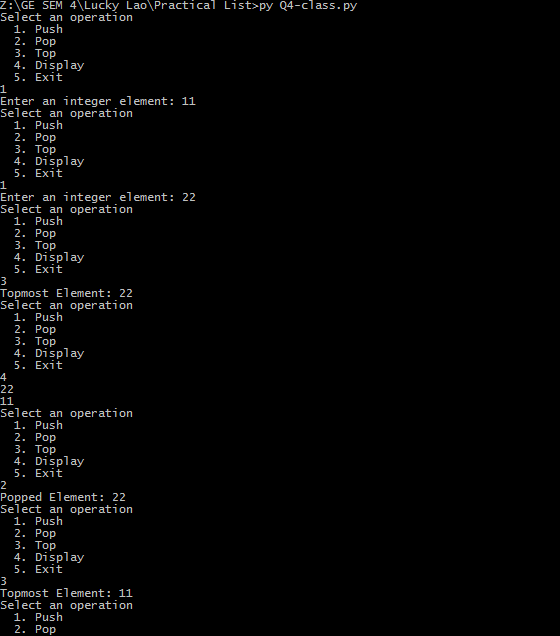 Z:\GE SEM 4\Lucky Lao\Practical List>py Q4-class.py
Select an operation
  1. Push
  2. Pop
  3. Top
  4. Display
  5. Exit
1
Enter an integer element: 11
Select an operation
  1. Push
  2. Pop
  3. Top
  4. Display
  5. Exit
1
Enter an integer element: 22
Select an operation
  1. Push
  2. Pop
  3. Top
  4. Display
  5. Exit
3
Topmost Element: 22
Select an operation
  1. Push
  2. Pop
  3. Top
  4. Display
  5. Exit
4
22
11
Select an operation
  1. Push
  2. Pop
  3. Top
  4. Display
  5. Exit
2
Popped Element: 22
Select an operation
  1. Push
  2. Pop
  3. Top
  4. Display
  5. Exit
3
Topmost Element: 11
Select an operation
  1. Push
  2. Pop